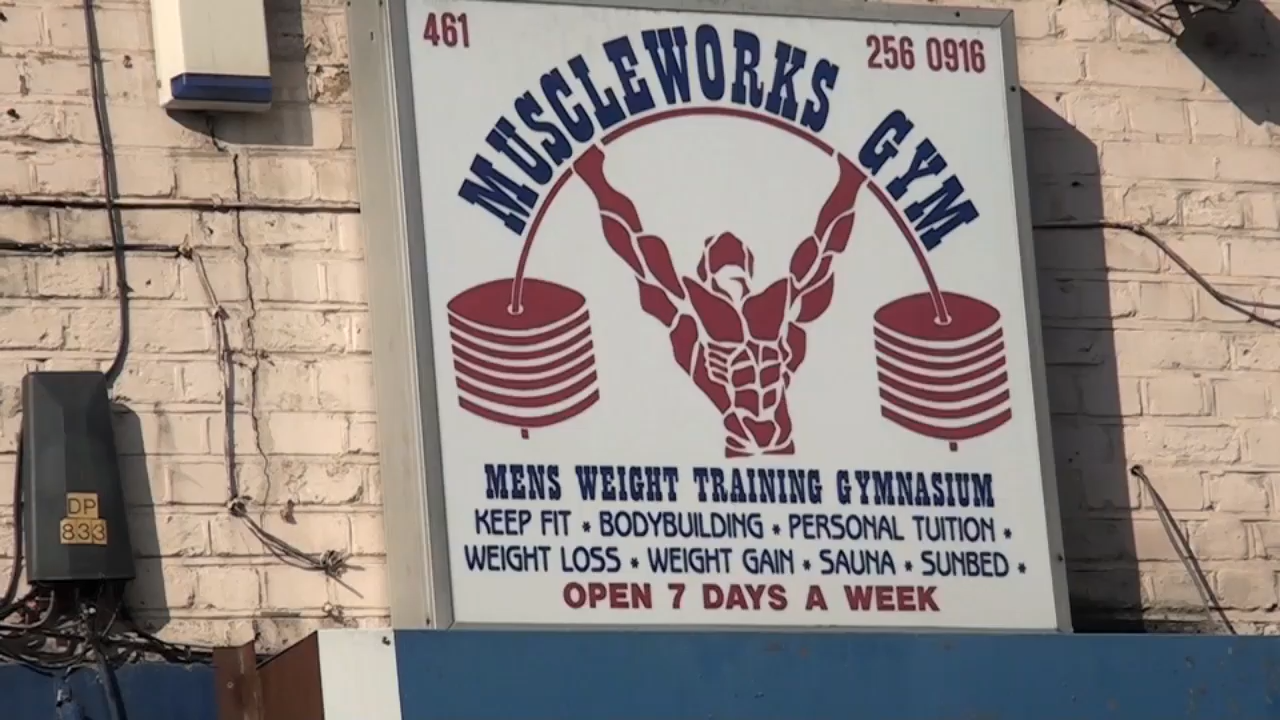 461
256 0916
MUSCLEWORKS GYM
MENS WEIGHT TRAINING GYMNASIUM
KEEP FIT * BODYBUILDING * PERSONAL TUITION *
WEIGHT LOSS * WEIGHT GAIN * SAUNA * SUNBED *
OPEN 7 DAYS A WEEK
DP
833